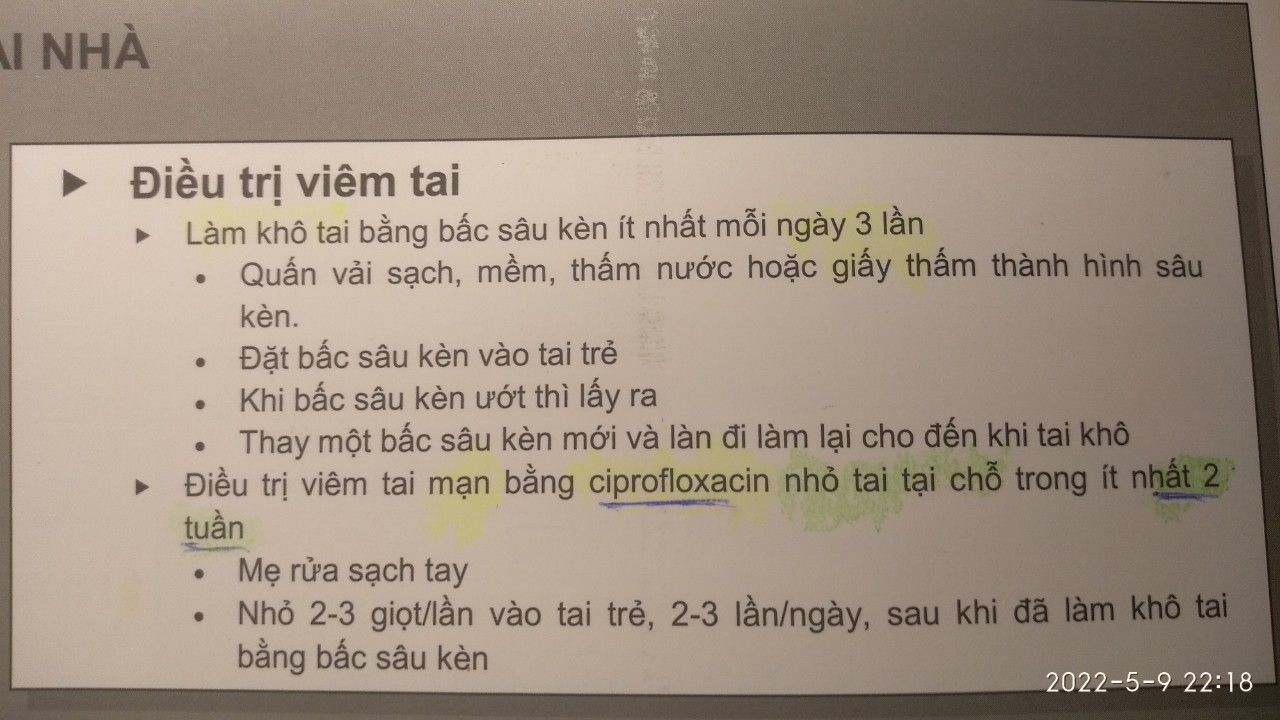 NHÀ
Điều trị viêm tai
Làm khô tai bằng bấc sâu kèn ít nhất mỗi ngày 3 lần
Quấn vải sạch, mềm, thấm nước hoặc giấy thấm thành hình sâu
kèn.
Đặt bấc sâu kèn vào tai trẻ
Khi bấc sâu kèn ướt thì lấy ra
Thay một bấc sâu kèn mới và làn đi làm lại cho đến khi tai khô
Điều trị viêm tai mạn bằng ciprofloxacin nhỏ tai tại chỗ trong ít nhất 2
tuần
Mẹ rửa sạch tay
Nhỏ 2-3 giọt/lần vào tai trẻ, 2-3 lần/ngày, sau khi đã làm khô tai
bằng bấc sâu kèn
2022-5-9 22:18